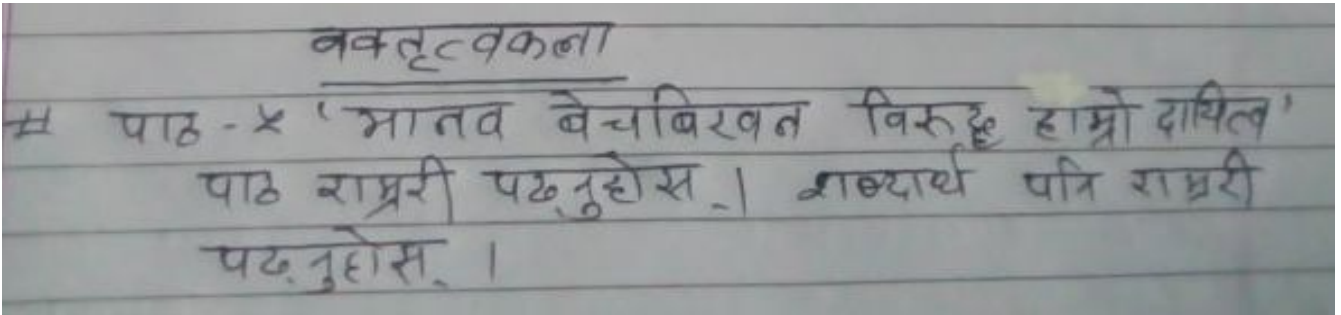 वक्तृत्वकला
# पाठ - ५ 'मानव बेचबिखन विरुद्ध हाम्रो दायित्व'
पाठ राम्ररी पढ्नुहोस् । शब्दार्थ पनि राम्ररी
पढ्नुहोस् ।